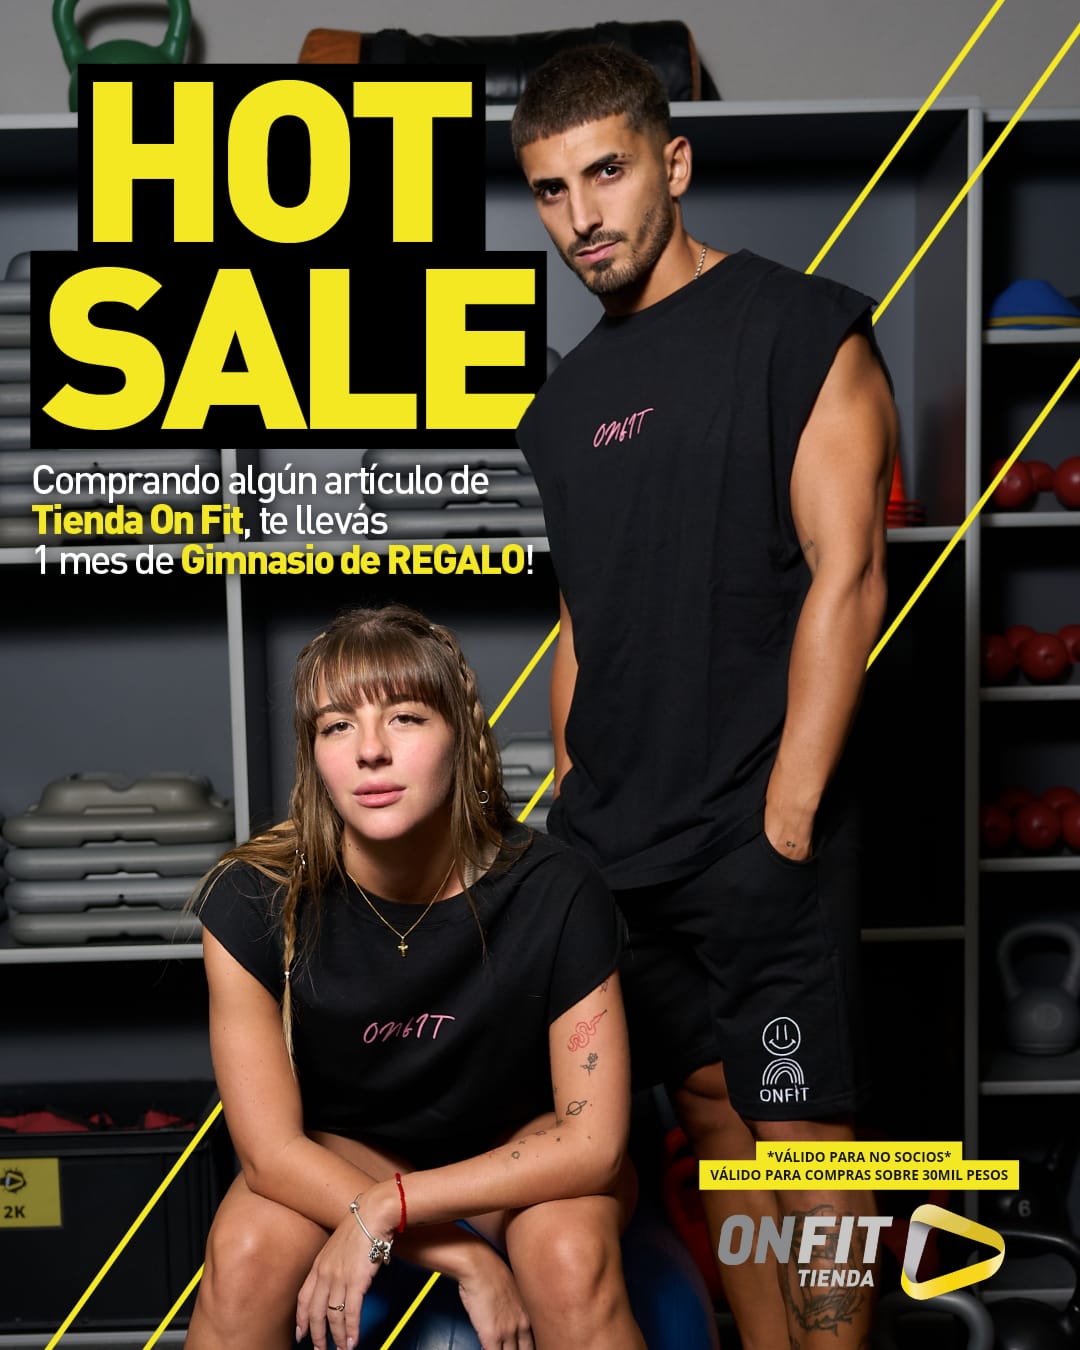 HOT
SALE
Comprando algún artículo de
Tienda On Fit, te llevás
1 mes de Gimnasio de REGALO!
ONFIT
ONFIT
ONFIT
2K
6
*VÁLIDO PARA NO SOCIOS*
VÁLIDO PARA COMPRAS SOBRE 30MIL PESOS
ONFIT
TIENDA